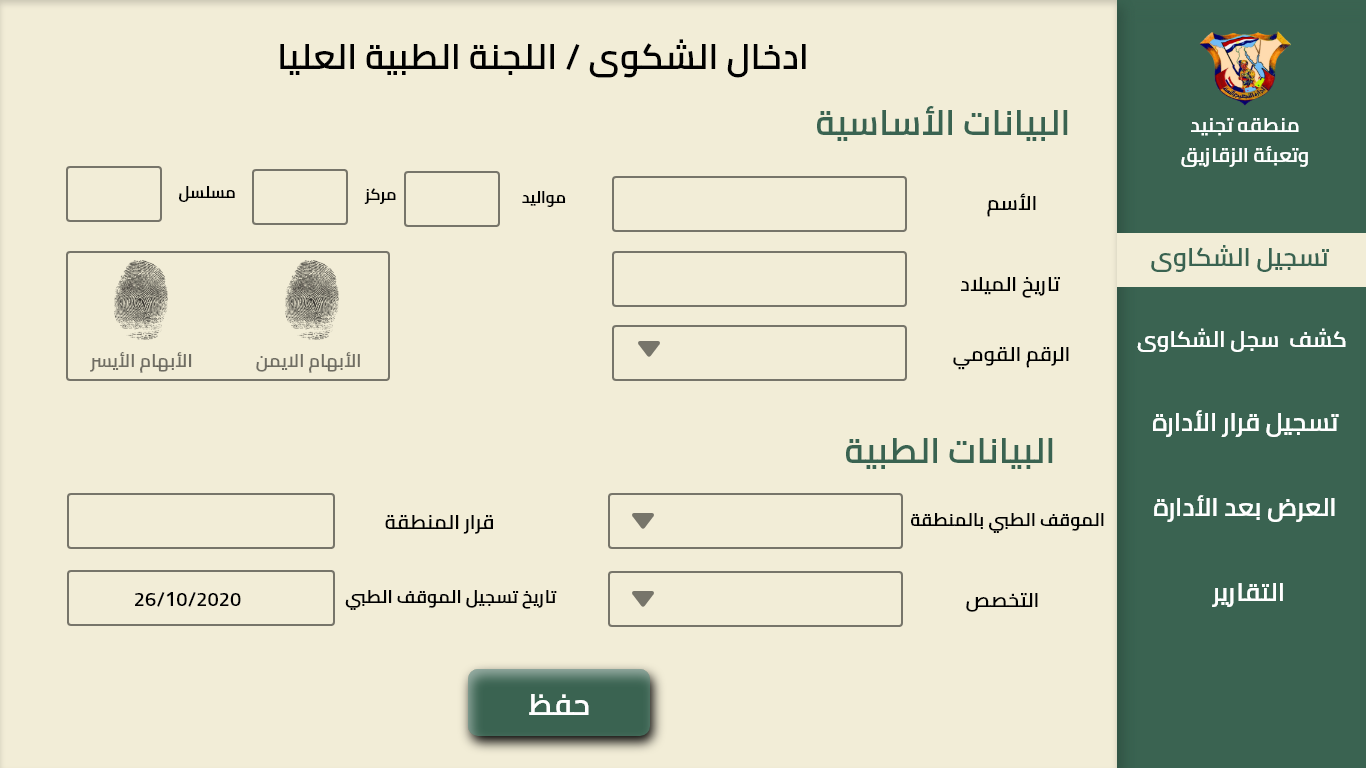 منطقه تجنيد
وتعبئة الزقازيق
تسجيل الشكاوى
كشف سجل الشكاوى
تسجيل قرار الأدارة
العرض بعد الأدارة
التقارير
ادخال الشكوى / اللجنة الطبية العليا
البيانات الأساسية
الأسم
مواليد
مركز
مسلسل
تاريخ الميلاد
الرقم القومي
الأبهام الايمن
الأبهام الأيسر
البيانات الطبية
الموقف الطبي بالمنطقة
قرار المنطقة
التخصص
تاريخ تسجيل الموقف الطبي
26/10/2020
حفظ